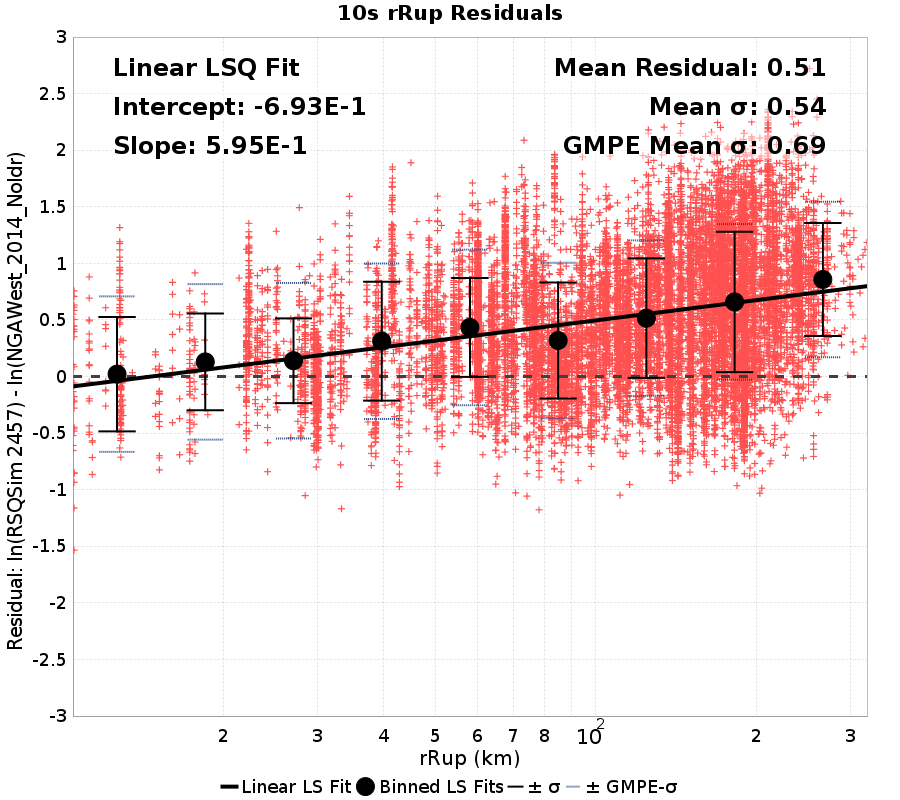 10s rRup Residuals
Linear LSQ Fit
Intercept: -6.93E-1
Slope: 5.95E-1
Mean Residual: 0.51
Mean σ: 0.54
GMPE Mean σ: 0.69
Residual: ln(RSQSim 2457) - ln(NGAWest_2014_NoIdr)
3
2.5
2
1.5
1
0.5
0
-0.5
-1
-1.5
-2
-2.5
-3
2 3 4 5 6 7 8 10² 2 3
rRup (km)
Linear LS Fit Binned LS Fits ± σ ± GMPE-σ